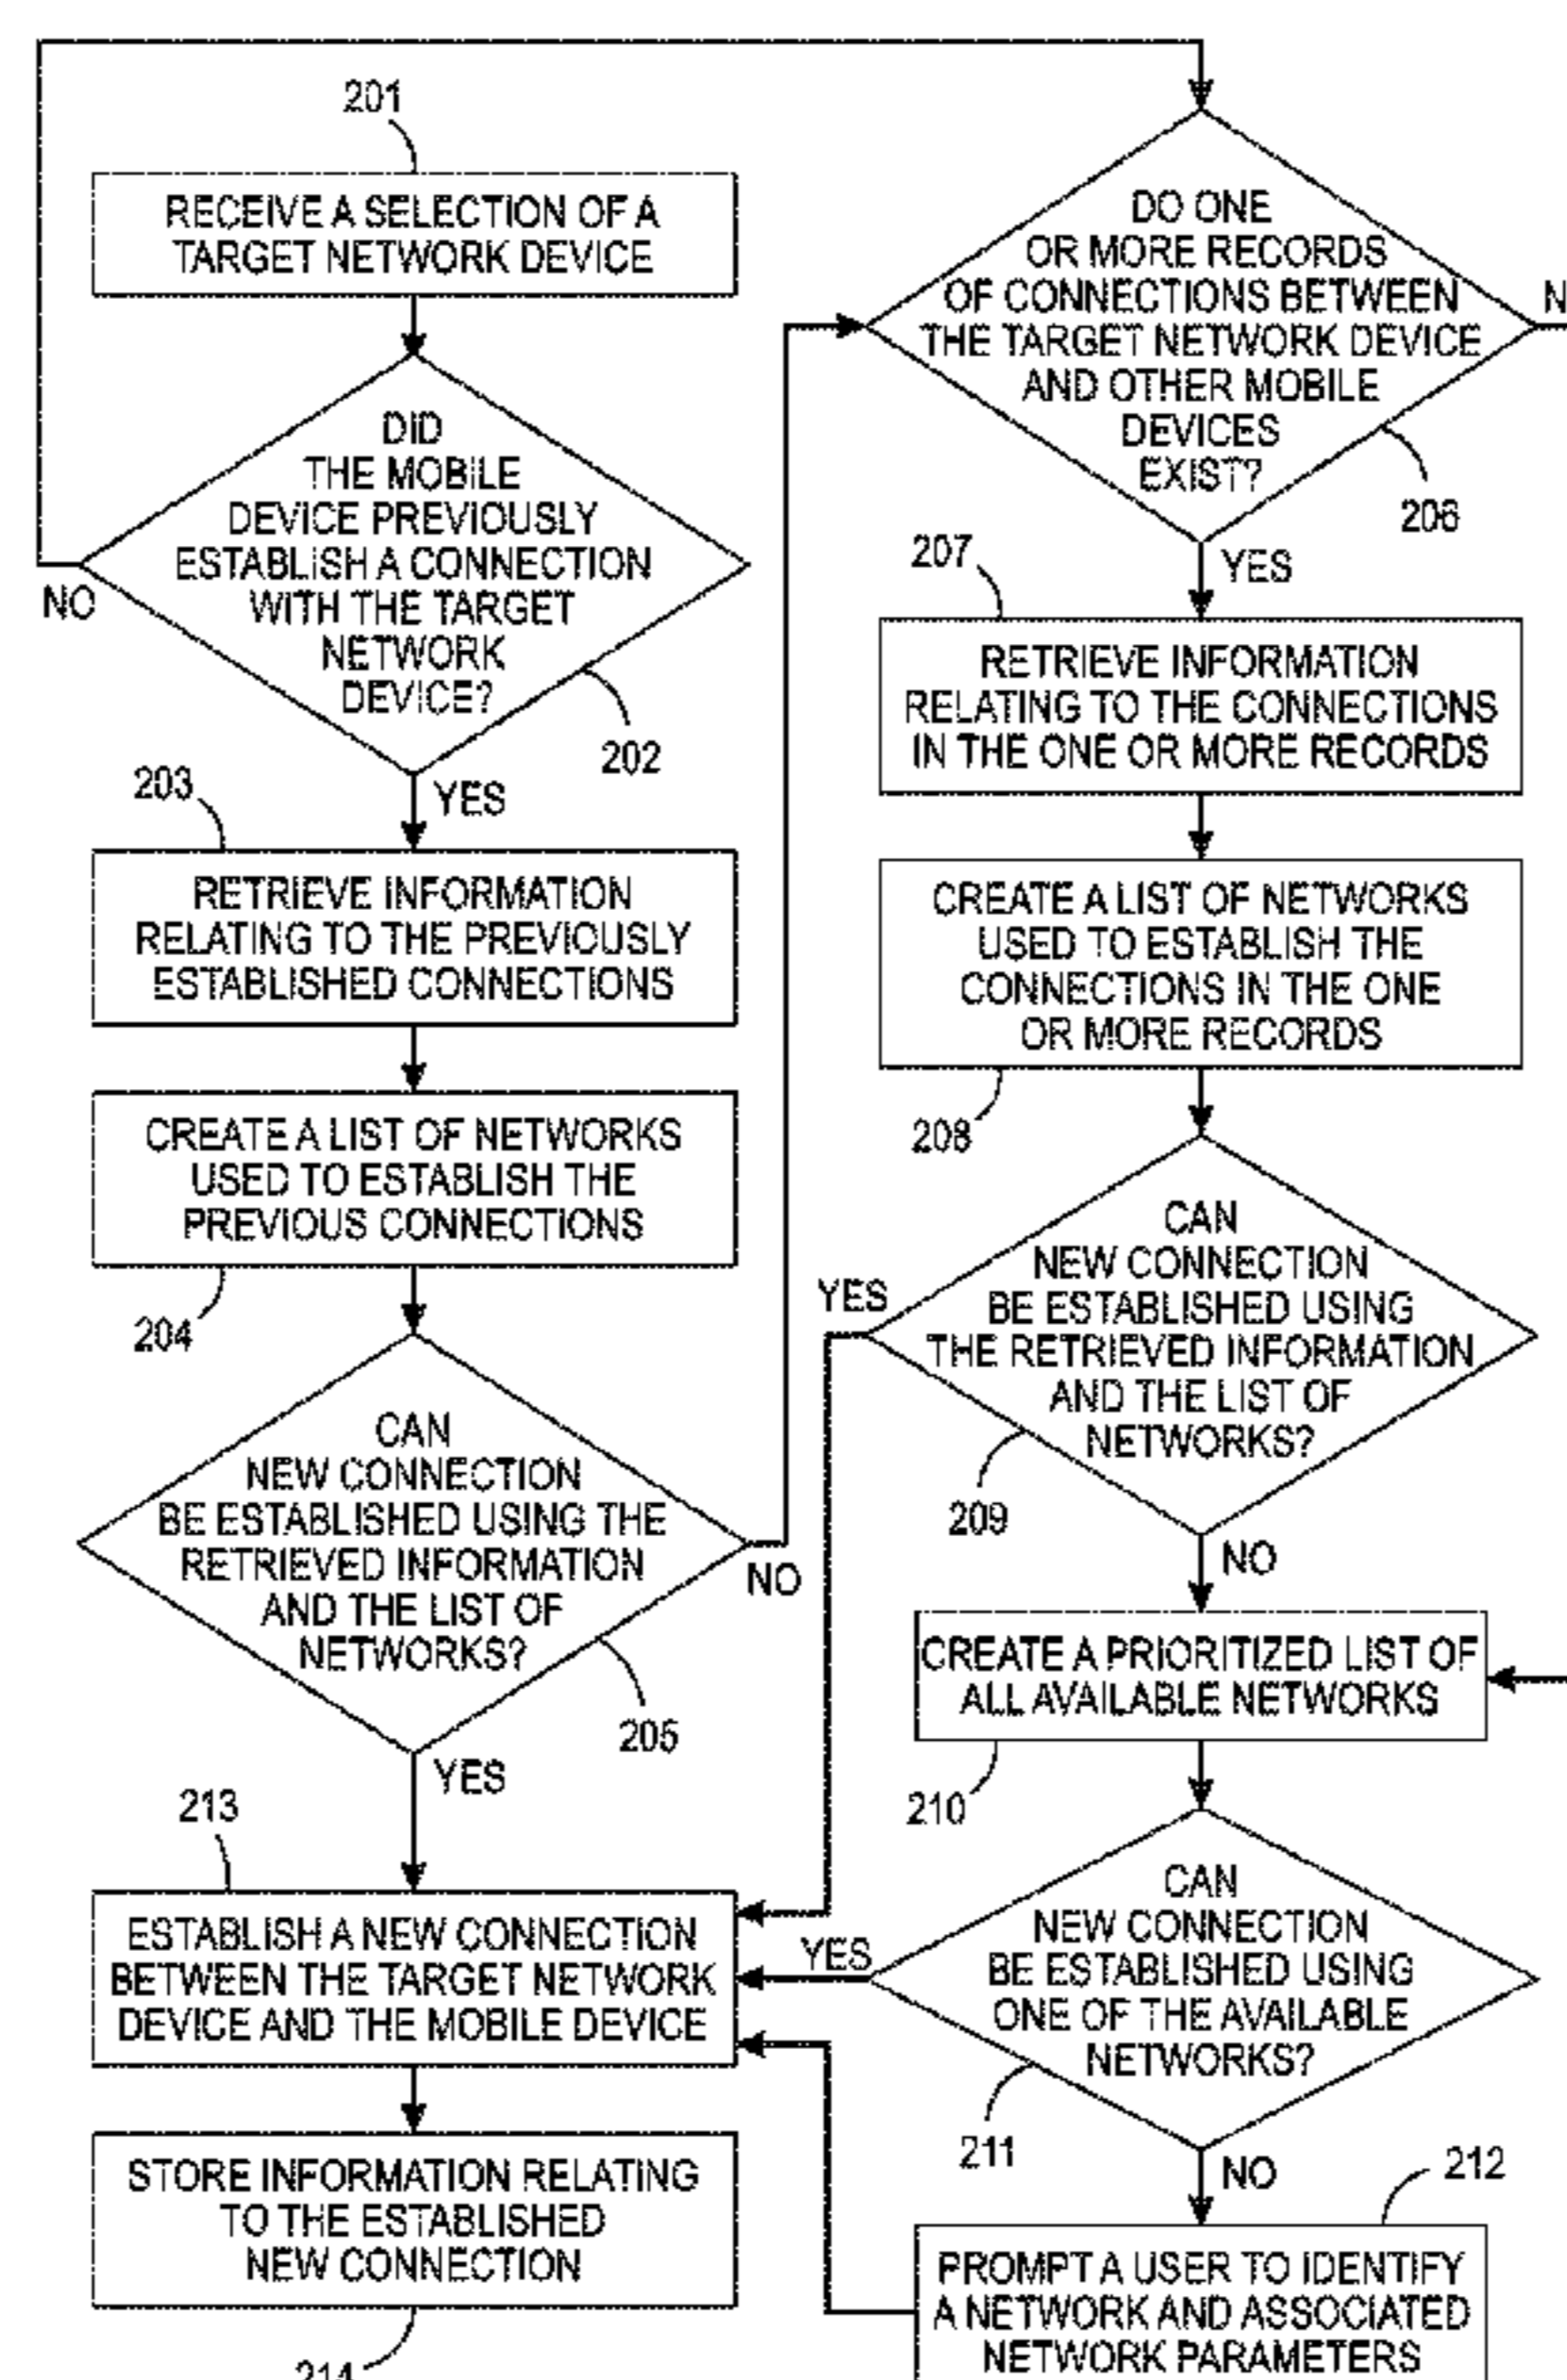 201
RECEIVE A SELECTION OF A
TARGET NETWORK DEVICE
DID
THE MOBILE
DEVICE PREVIOUSLY
ESTABLISH A CONNECTION
WITH THE TARGET
NETWORK
DEVICE?
NO
202
YES
203
RETRIEVE INFORMATION
RELATING TO THE PREVIOUSLY
ESTABLISHED CONNECTIONS
CREATE A LIST OF NETWORKS
USED TO ESTABLISH THE
PREVIOUS CONNECTIONS
204
CAN
NEW CONNECTION
BE ESTABLISHED USING THE
RETRIEVED INFORMATION
AND THE LIST OF
NETWORKS?
NO
205
YES
213
ESTABLISH A NEW CONNECTION
BETWEEN THE TARGET NETWORK
DEVICE AND THE MOBILE DEVICE
STORE INFORMATION RELATING
TO THE ESTABLISHED
NEW CONNECTION
214
DO ONE
OR MORE RECORDS
OF CONNECTIONS BETWEEN
THE TARGET NETWORK DEVICE
AND OTHER MOBILE
DEVICES
EXIST?
206
YES
207
RETRIEVE INFORMATION
RELATING TO THE CONNECTIONS
IN THE ONE OR MORE RECORDS
CREATE A LIST OF NETWORKS
USED TO ESTABLISH THE
CONNECTIONS IN THE ONE
OR MORE RECORDS
208
CAN
NEW CONNECTION
BE ESTABLISHED USING
THE RETRIEVED INFORMATION
AND THE LIST OF
NETWORKS?
YES
209
NO
CREATE A PRIORITIZED LIST OF
ALL AVAILABLE NETWORKS
210
CAN
NEW CONNECTION
BE ESTABLISHED USING
ONE OF THE AVAILABLE
NETWORKS?
YES
211
NO
212
PROMPT A USER TO IDENTIFY
A NETWORK AND ASSOCIATED
NETWORK PARAMETERS